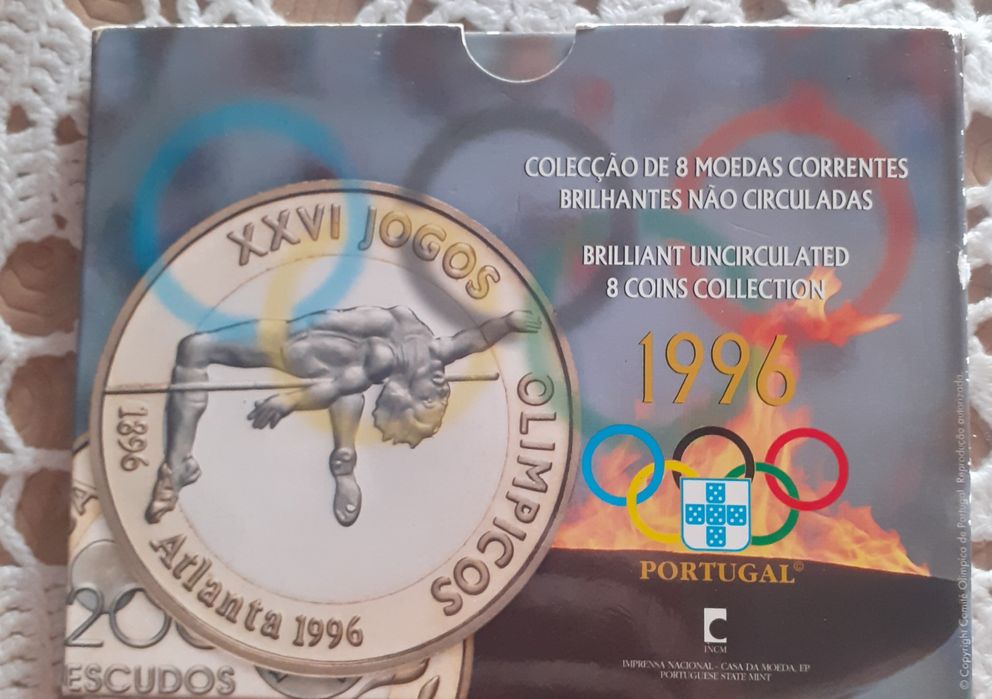 COLECÇÃO DE 8 MOEDAS CORRENTES
BRILHANTES NÃO CIRCULADAS
BRILLIANT UNCIRCULATED
8 COINS COLLECTION
1996
PORTUGAL©
INCM
IMPRENSA NACIONAL - CASA DA MOEDA, EP
PORTUGUESE STATE MINT
XXVI JOGOS OLIMPICOS
1896
Atlanta 1996
200
ESCUDOS
© Copyright Comité Olímpico de Portugal. Reprodução autorizada